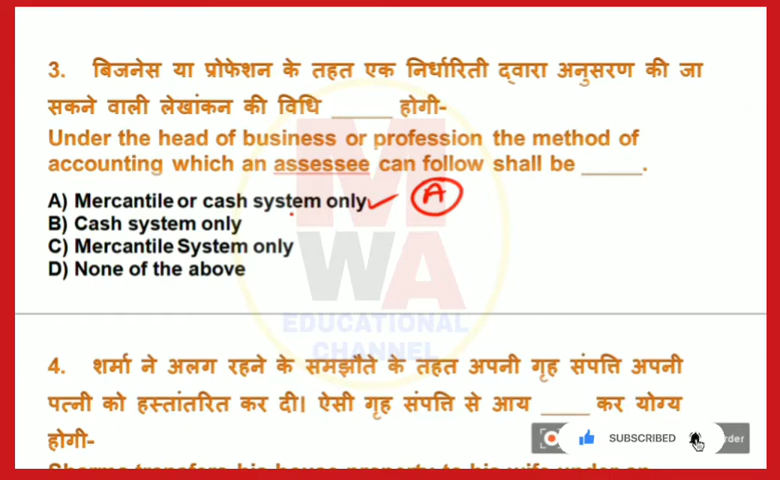 3. बिजनेस या प्रोफेशन के तहत एक निर्धारिती द्वारा अनुसरण की जा
सकने वाली लेखांकन की विधि _____ होगी-
Under the head of business or profession the method of
accounting which an assessee can follow shall be _____.
A) Mercantile or cash system only
A
B) Cash system only
C) Mercantile System only
D) None of the above
MWA
EDUCATIONAL
CHANNEL
4. शर्मा ने अलग रहने के समझौते के तहत अपनी गृह संपत्ति अपनी
पत्नी को हस्तांतरित कर दी। ऐसी गृह संपत्ति से आय ____ कर योग्य
होगी-
SUBSCRIBED
rder